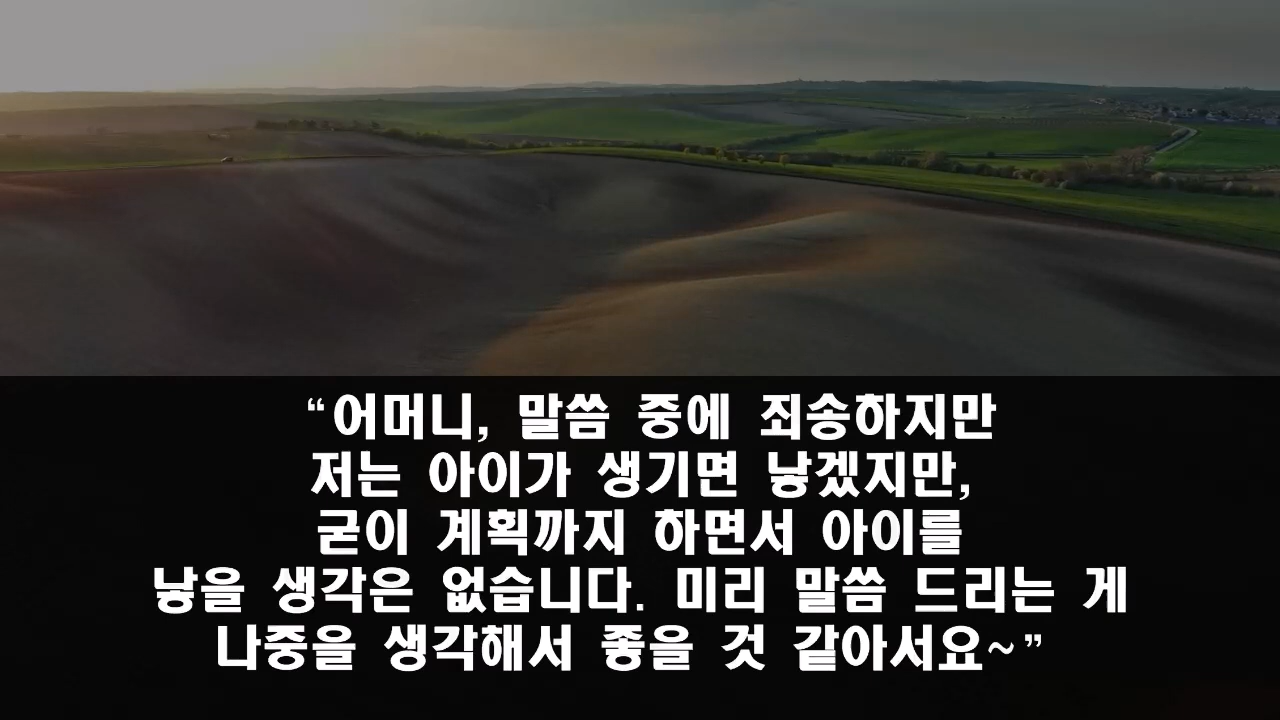 “어머니, 말씀 중에 죄송하지만
저는 아이가 생기면 낳겠지만,
굳이 계획까지 하면서 아이를
낳을 생각은 없습니다. 미리 말씀 드리는 게
나중을 생각해서 좋을 것 같아서요~”